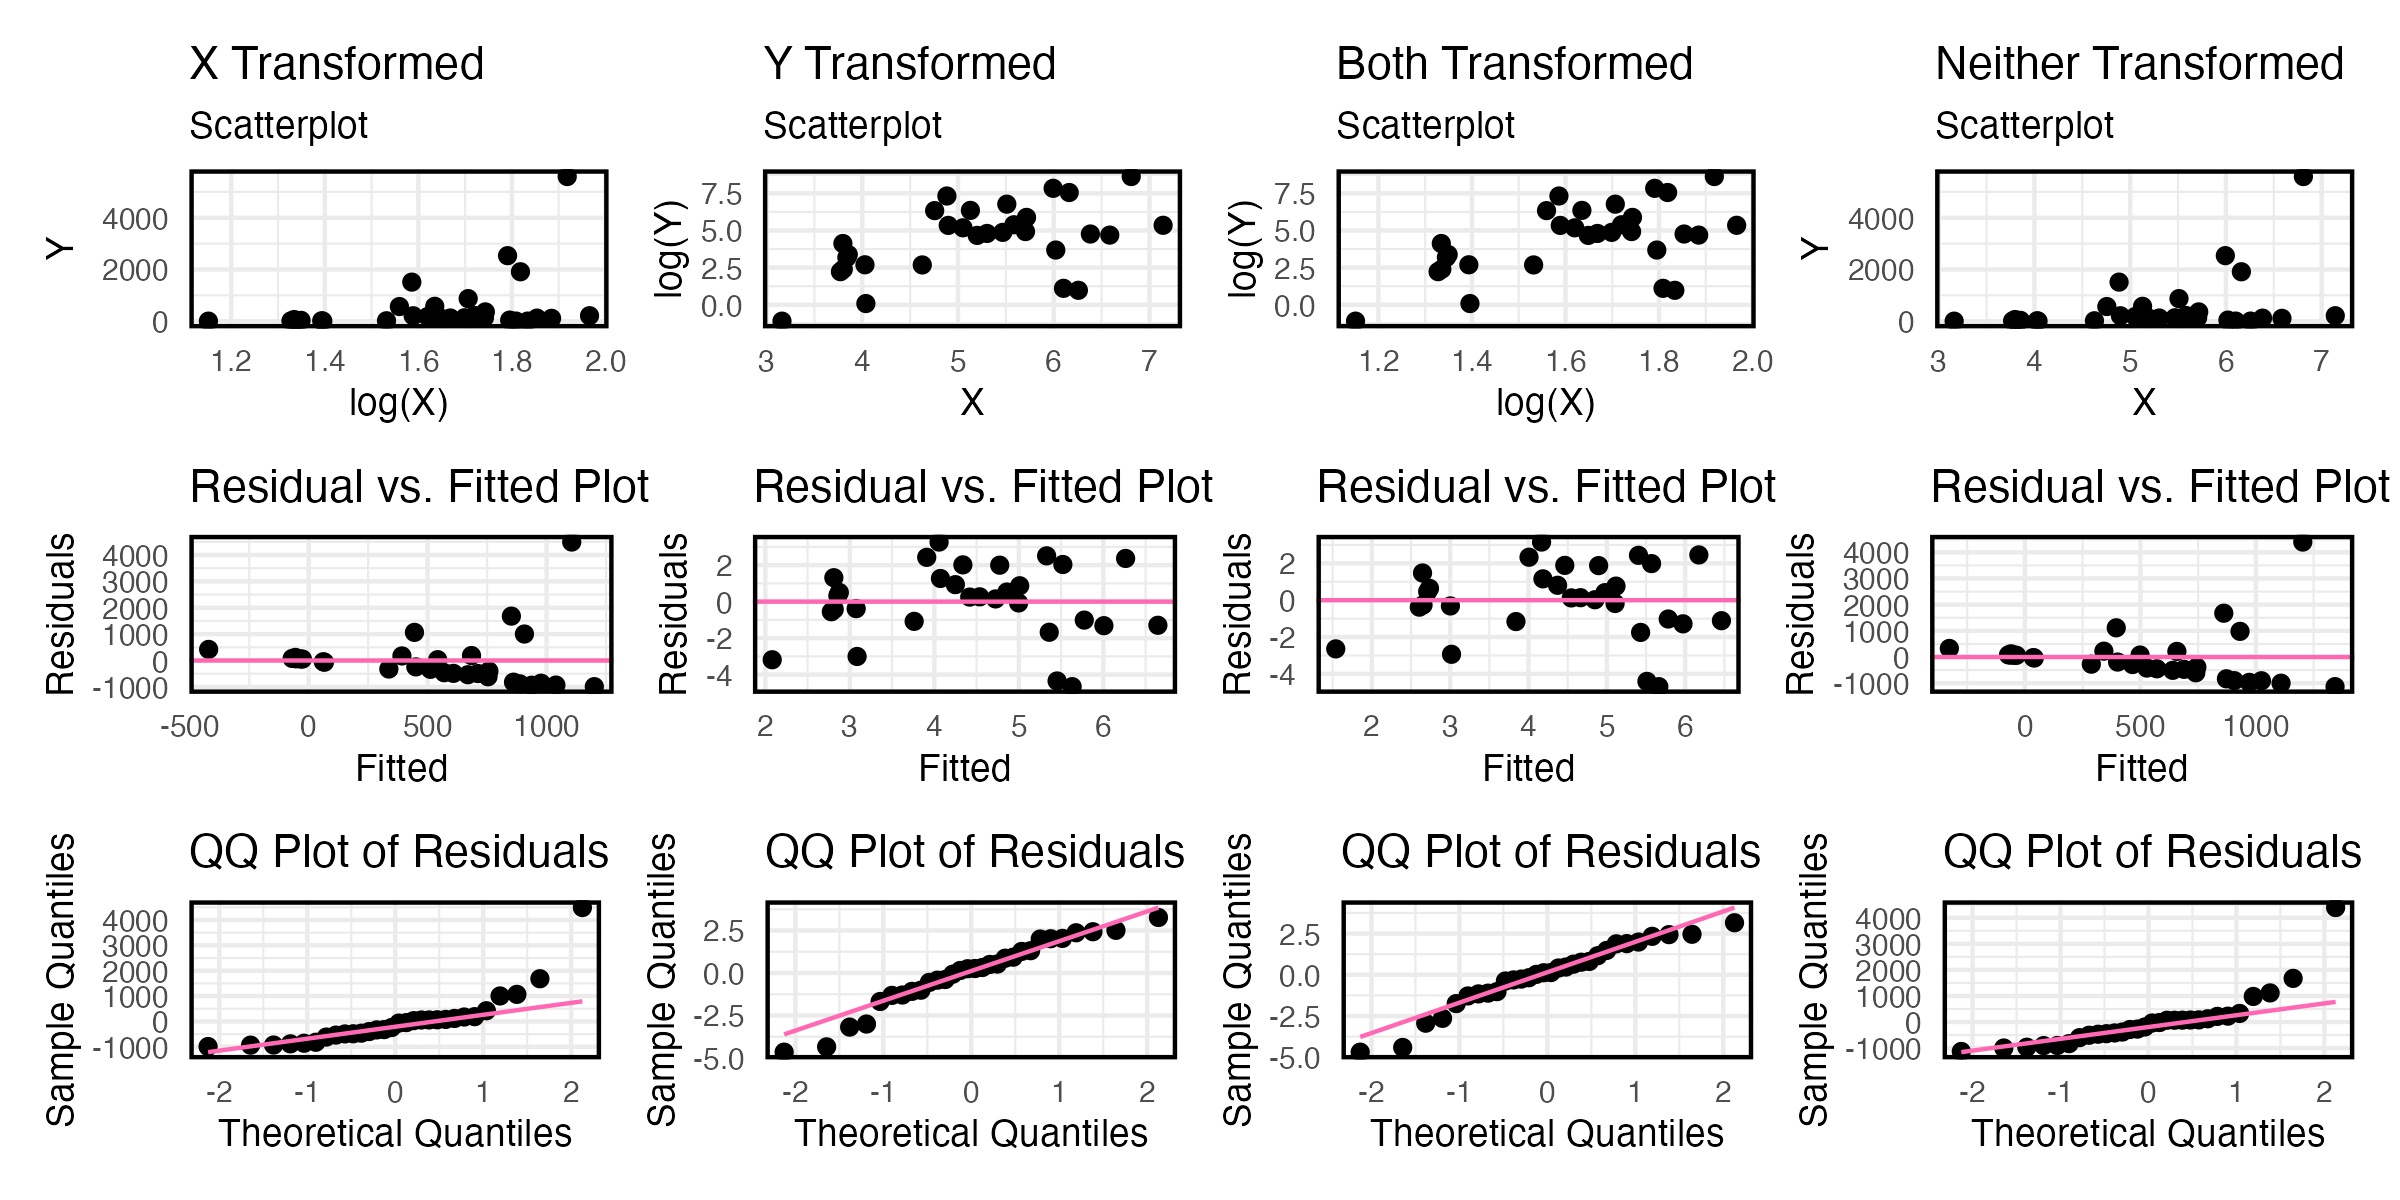 X Transformed
Y Transformed
Both Transformed
Neither Transformed
Scatterplot
Scatterplot
Scatterplot
Scatterplot
Y
4000
2000
0
1.2 1.4 1.6 1.8 2.0
log(X)
log(Y)
7.5
5.0
2.5
0.0
3 4 5 6 7
X
log(Y)
7.5
5.0
2.5
0.0
1.2 1.4 1.6 1.8 2.0
log(X)
Y
4000
2000
0
3 4 5 6 7
X
Residual vs. Fitted Plot
Residual vs. Fitted Plot
Residual vs. Fitted Plot
Residual vs. Fitted Plot
Residuals
4000
3000
2000
1000
0
-1000
-500 0 500 1000
Fitted
Residuals
2
0
-2
-4
2 3 4 5 6
Fitted
Residuals
2
0
-2
-4
2 3 4 5 6
Fitted
Residuals
4000
3000
2000
1000
0
-1000
0 500 1000
Fitted
QQ Plot of Residuals
QQ Plot of Residuals
QQ Plot of Residuals
QQ Plot of Residuals
Sample Quantiles
4000
3000
2000
1000
0
-1000
-2 -1 0 1 2
Theoretical Quantiles
Sample Quantiles
2.5
0.0
-2.5
-5.0
-2 -1 0 1 2
Theoretical Quantiles
Sample Quantiles
2.5
0.0
-2.5
-5.0
-2 -1 0 1 2
Theoretical Quantiles
Sample Quantiles
4000
3000
2000
1000
0
-1000
-2 -1 0 1 2
Theoretical Quantiles